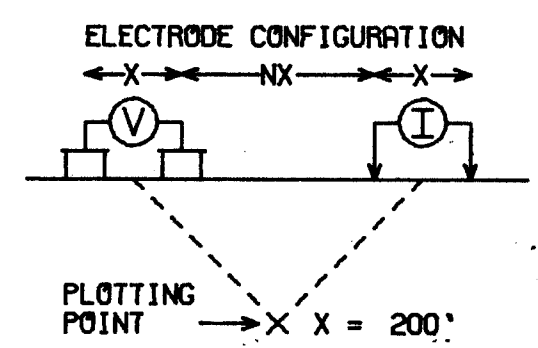 ELECTRODE CONFIGURATION
X NX X
V I
PLOTTING
POINT X X = 200'